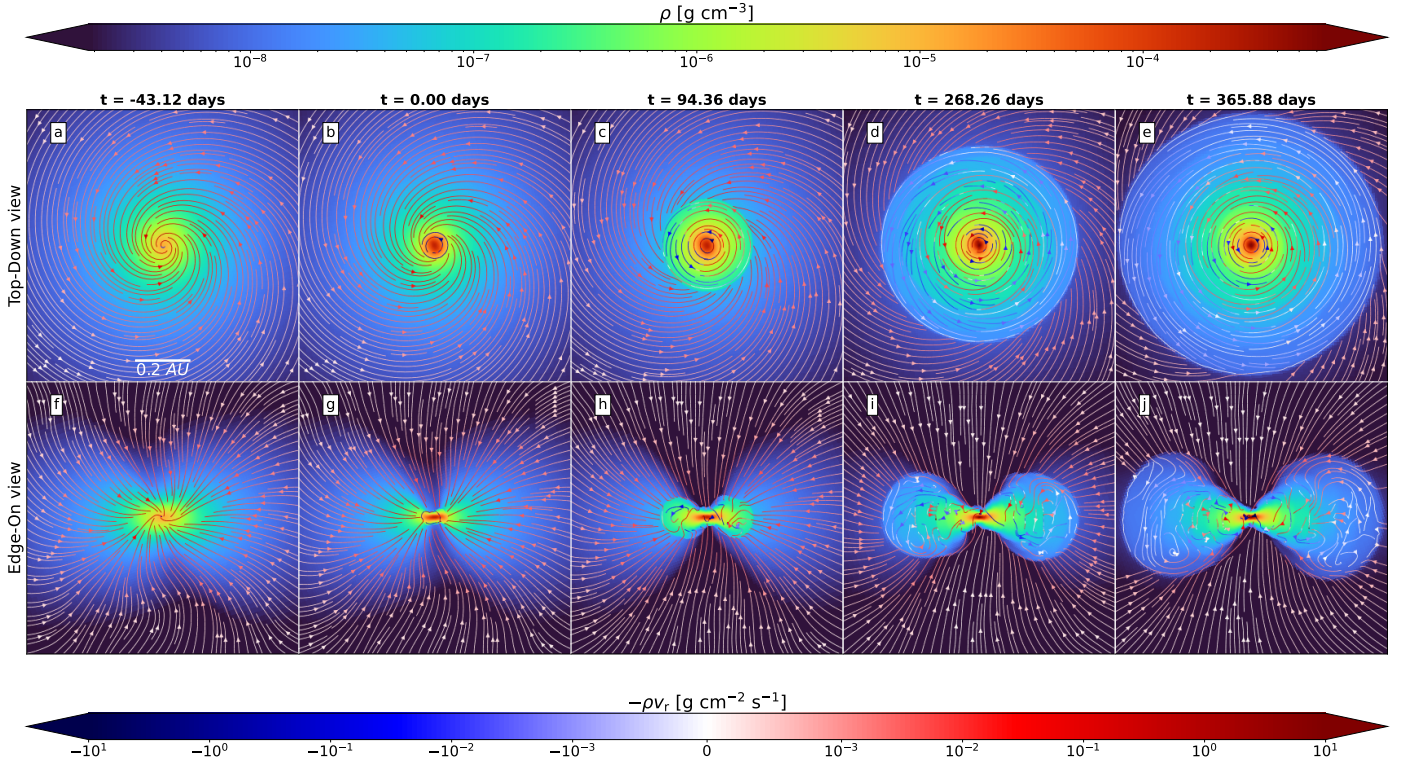 ρ [g cm⁻³]
10⁻⁸ 10⁻⁷ 10⁻⁶ 10⁻⁵ 10⁻⁴
t = -43.12 days t = 0.00 days t = 94.36 days t = 268.26 days t = 365.88 days
a b c d e
Top-Down view
0.2 AU
f g h i j
Edge-On view
−ρvᵣ [g cm⁻² s⁻¹]
−10¹ −10⁰ −10⁻¹ −10⁻² −10⁻³ 0 10⁻³ 10⁻² 10⁻¹ 10⁰ 10¹